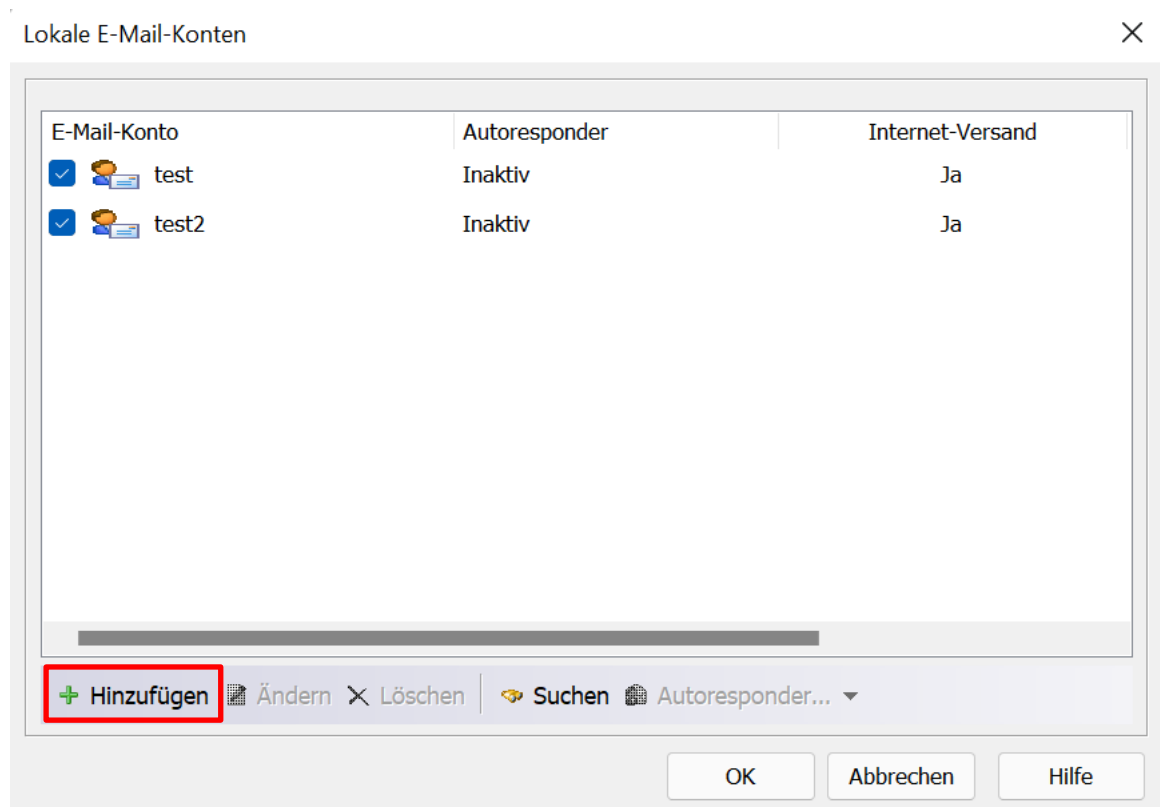 Lokale E-Mail-Konten
E-Mail-Konto Autoresponder Internet-Versand
test Inaktiv Ja
test2 Inaktiv Ja
Hinzufügen Ändern Löschen Suchen Autoresponder...
OK Abbrechen Hilfe